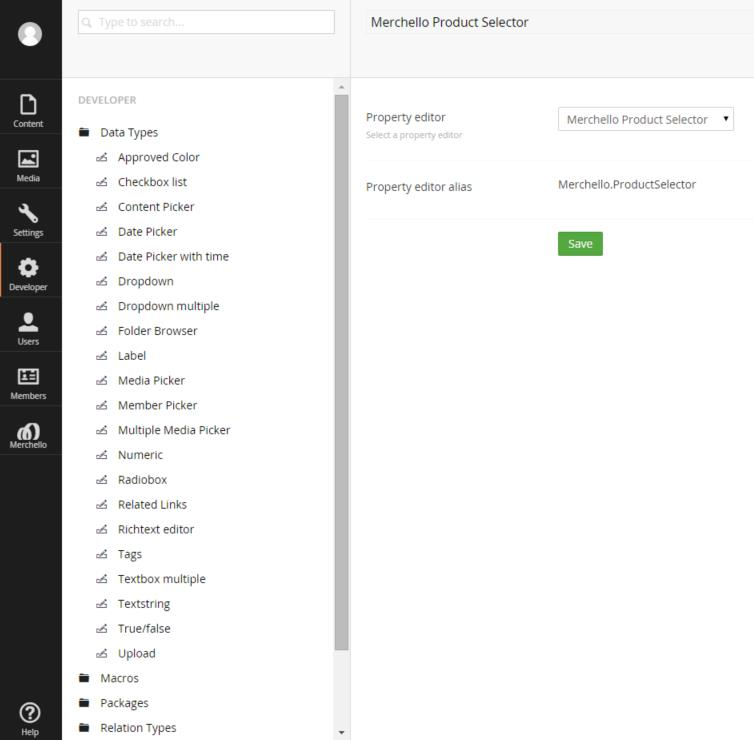 Type to search...
Merchello Product Selector
Content
Media
Settings
Developer
Users
Members
Merchello
Help
DEVELOPER
Data Types
Approved Color
Checkbox list
Content Picker
Date Picker
Date Picker with time
Dropdown
Dropdown multiple
Folder Browser
Label
Media Picker
Member Picker
Multiple Media Picker
Numeric
Radiobox
Related Links
Richtext editor
Tags
Textbox multiple
Textstring
True/false
Upload
Macros
Packages
Relation Types
Property editor
Select a property editor
Merchello Product Selector
Property editor alias
Merchello.ProductSelector
Save